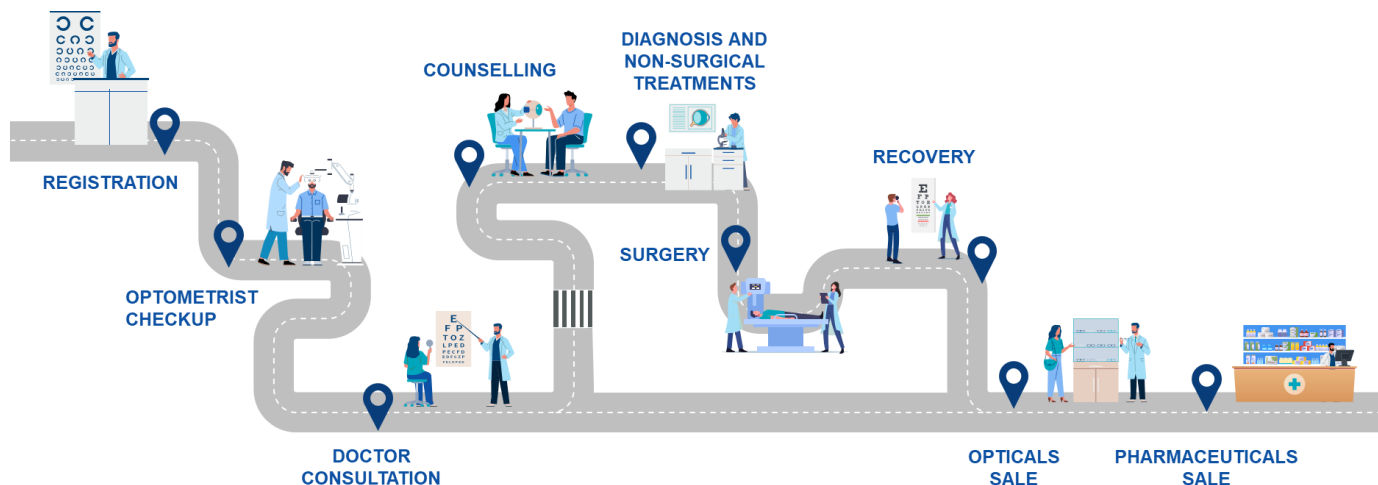 REGISTRATION
OPTOMETRIST
CHECKUP
DOCTOR
CONSULTATION
COUNSELLING
DIAGNOSIS AND
NON-SURGICAL
TREATMENTS
SURGERY
RECOVERY
OPTICALS
SALE
PHARMACEUTICALS
SALE
E
F P
T O Z
L P E D
P E C F D
E D F C Z P
E
F P
T O Z
L P E D